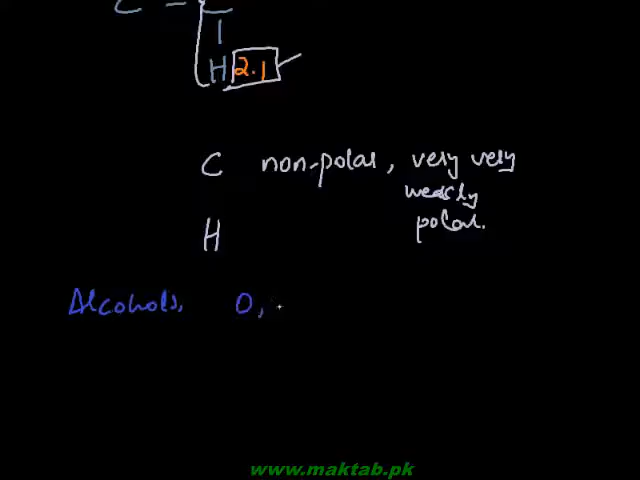 C - C
H 2.1
C non-polar, very very
weakly
polar.
H
Alcohols, O,
www.maktab.pk